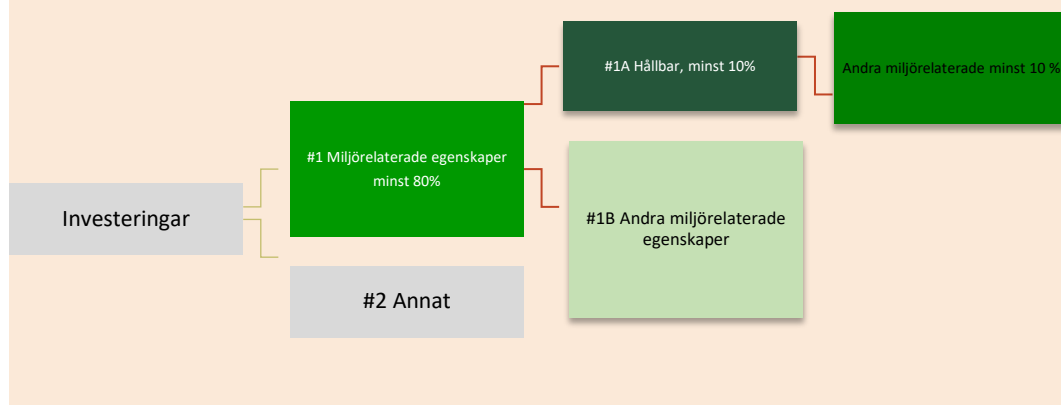 #1A Hållbar, minst 10%
Andra miljörelaterade minst 10 %
#1 Miljörelaterade egenskaper
minst 80%
Investeringar
#1B Andra miljörelaterade
egenskaper
#2 Annat